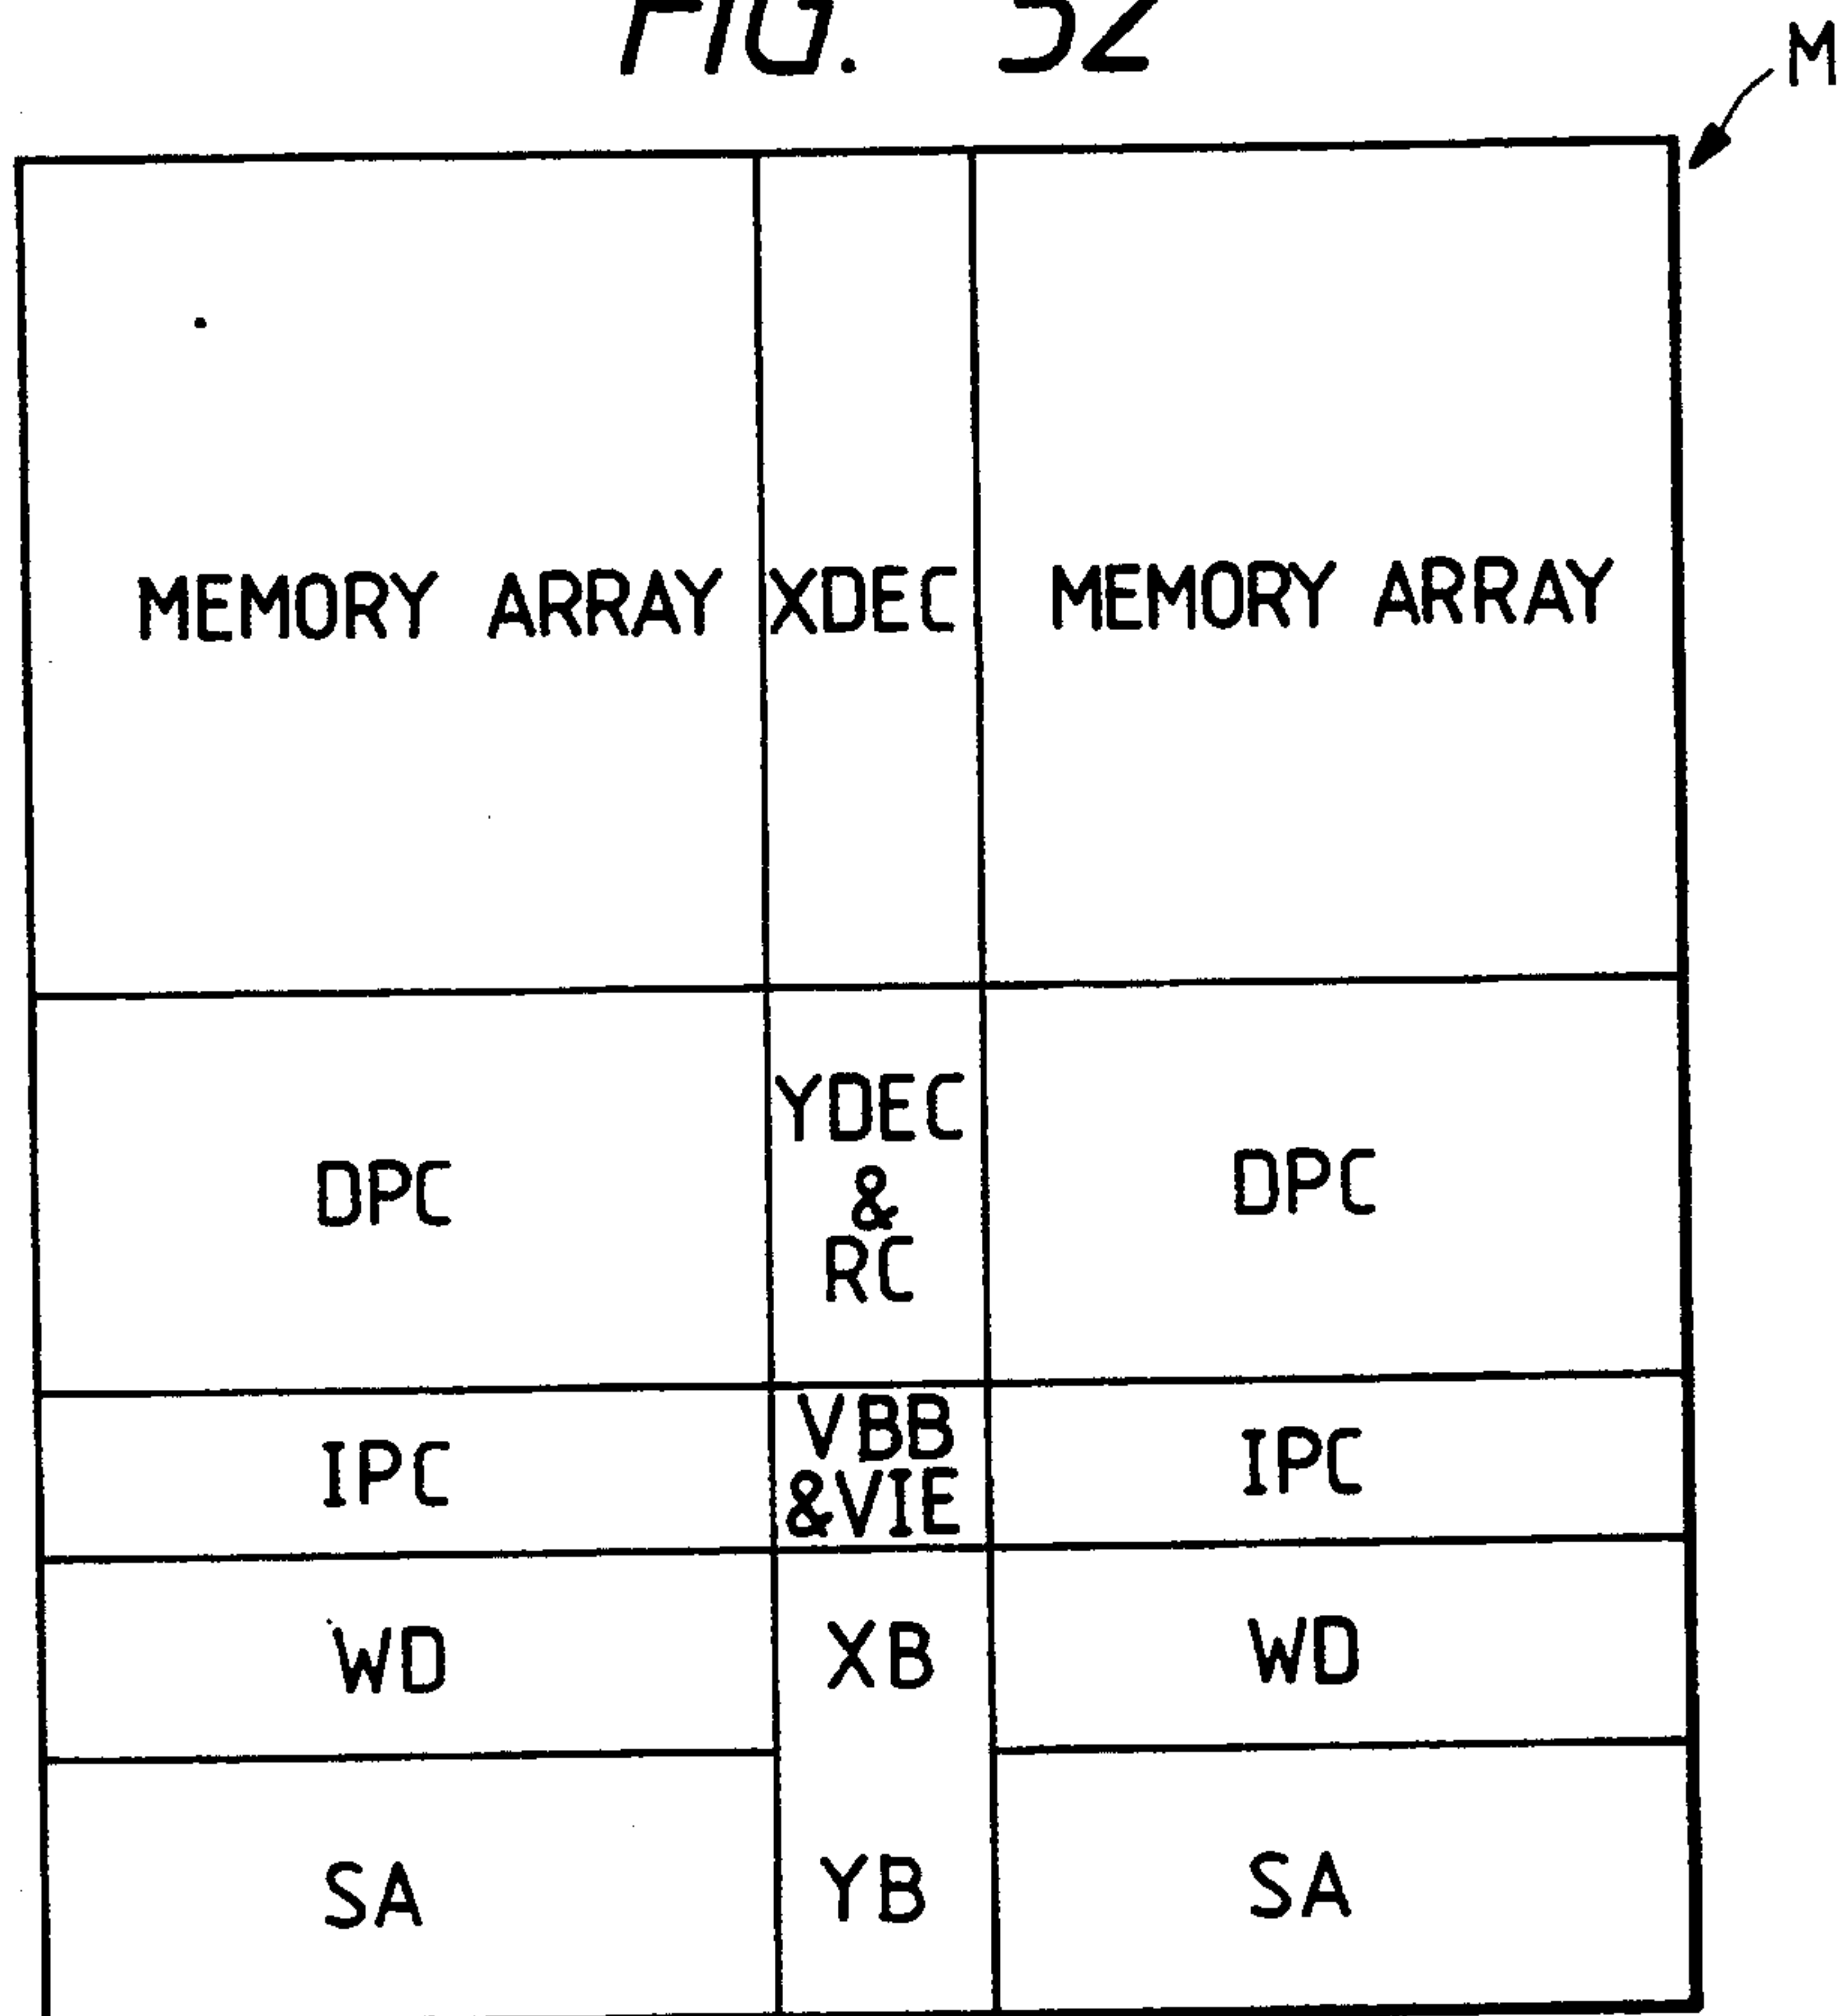 FIG. 32
M
MEMORY ARRAY XDEC MEMORY ARRAY
YDEC
DPC & DPC
RC
VBB
IPC &VIE IPC
WD XB WD
SA YB SA